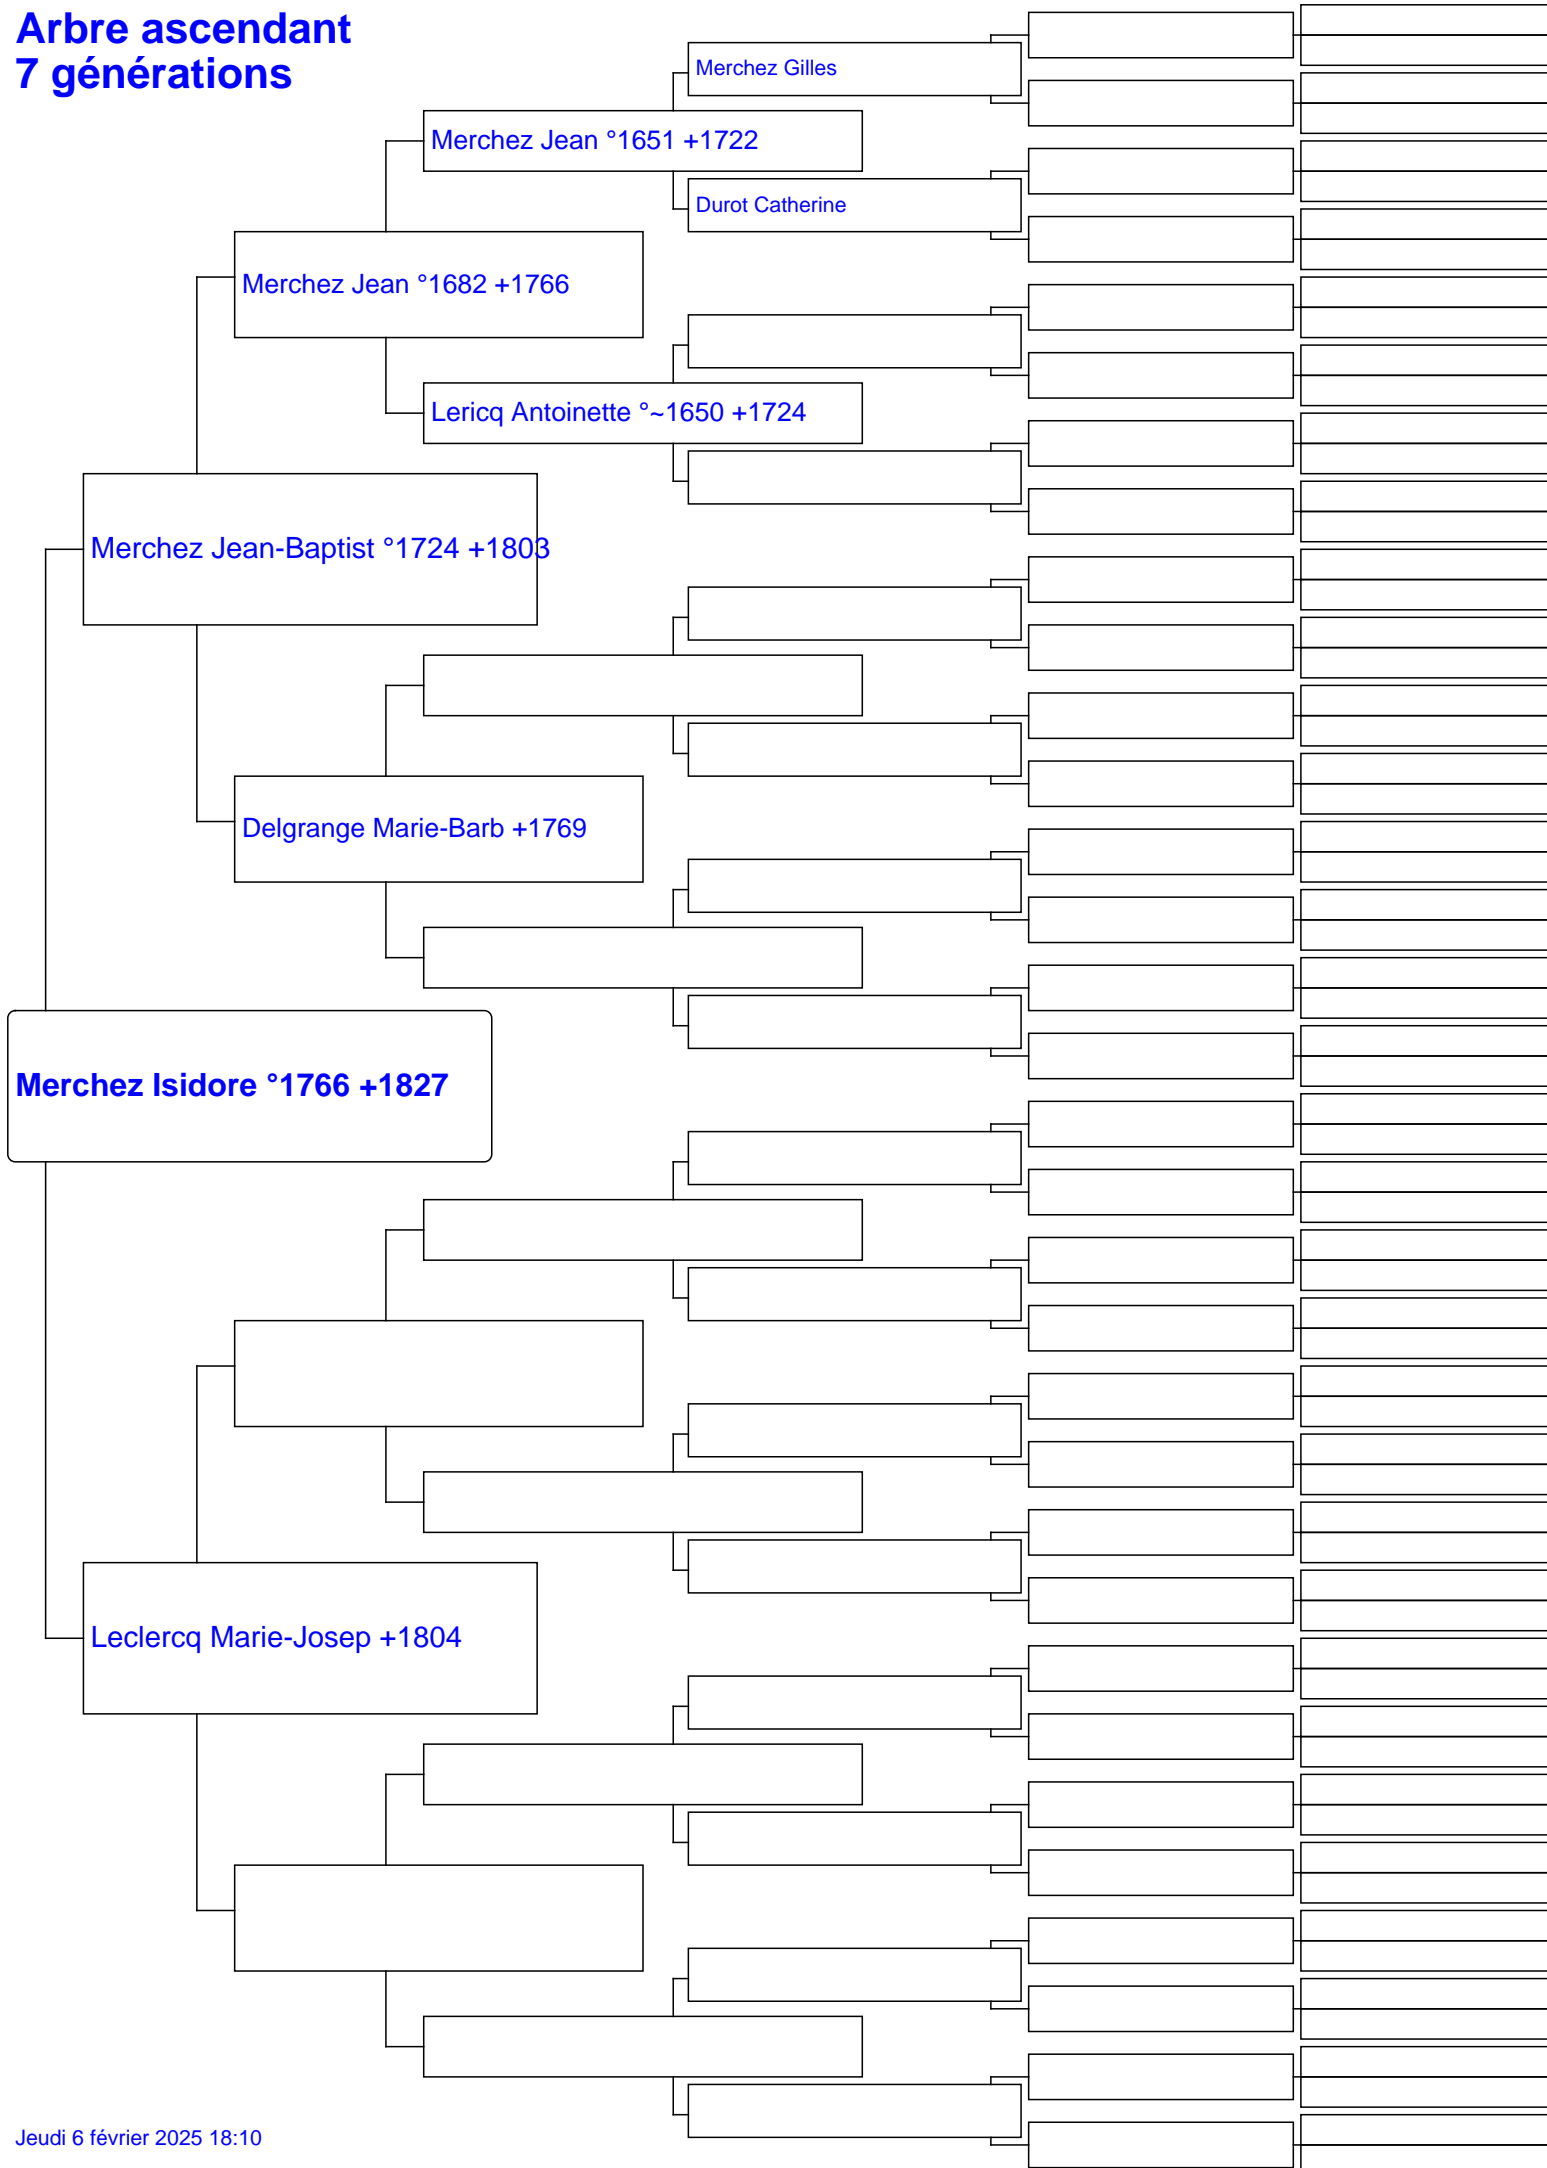 Arbre ascendant
7 générations
Merchez Gilles
Merchez Jean °1651 +1722
Durot Catherine
Merchez Jean °1682 +1766
Lericq Antoinette °~1650 +1724
Merchez Jean-Baptist °1724 +1803
Delgrange Marie-Barb +1769
Merchez Isidore °1766 +1827
Leclercq Marie-Josep +1804
Jeudi 6 février 2025 18:10